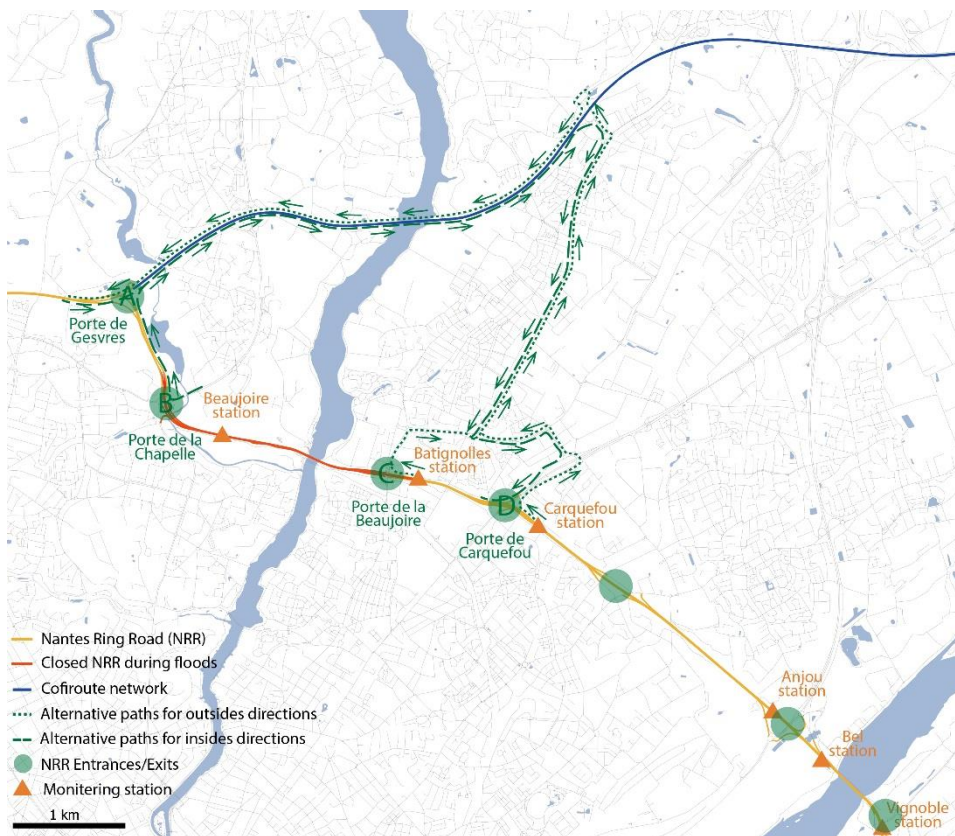 A
Porte de
Gesvres
B
Beaujoire
station
Porte de la
Chapelle
C
Batignolles
station
Porte de la
Beaujoire
D
Carquefou
station
Porte de
Carquefou
Anjou
station
Bel
station
Vignoble
station
Nantes Ring Road (NRR)
Closed NRR during floods
Cofiroute network
Alternative paths for outsides directions
Alternative paths for insides directions
NRR Entrances/Exits
Monitering station
1 km